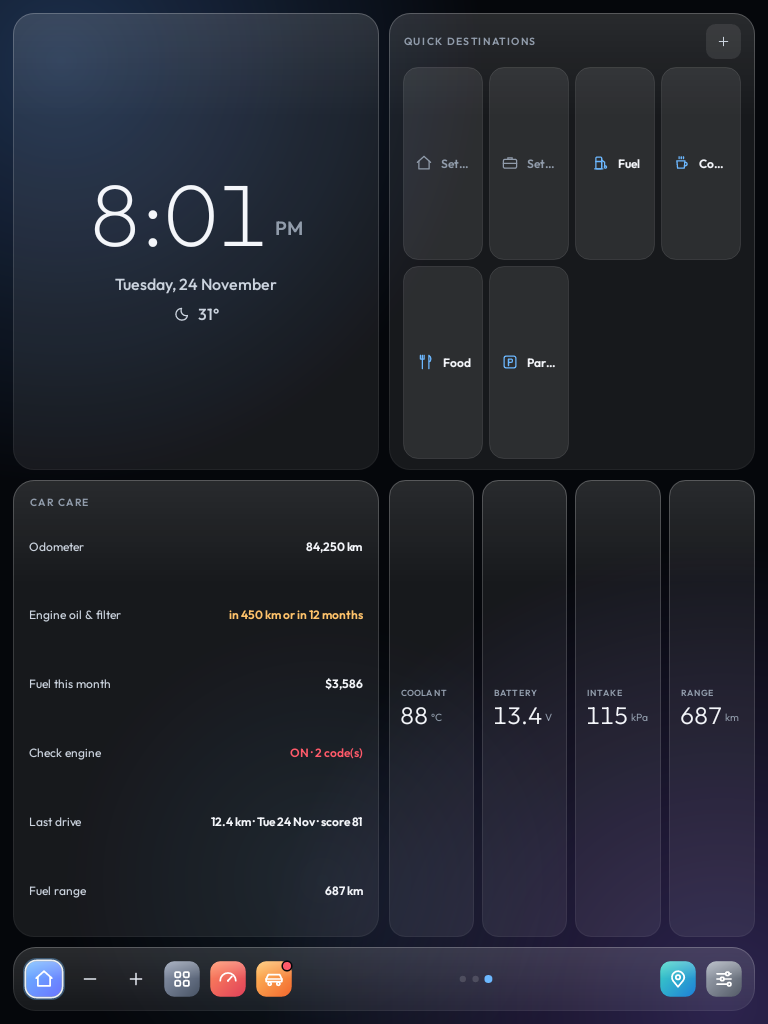 8:01 PM
Tuesday, 24 November
31°
QUICK DESTINATIONS
Set...
Set...
Fuel
Co...
Food
Par...
CAR CARE
Odometer 84,250 km
Engine oil & filter in 450 km or in 12 months
Fuel this month $3,586
Check engine ON · 2 code(s)
Last drive 12.4 km · Tue 24 Nov · score 81
Fuel range 687 km
COOLANT
88 °C
BATTERY
13.4 V
INTAKE
115 kPa
RANGE
687 km